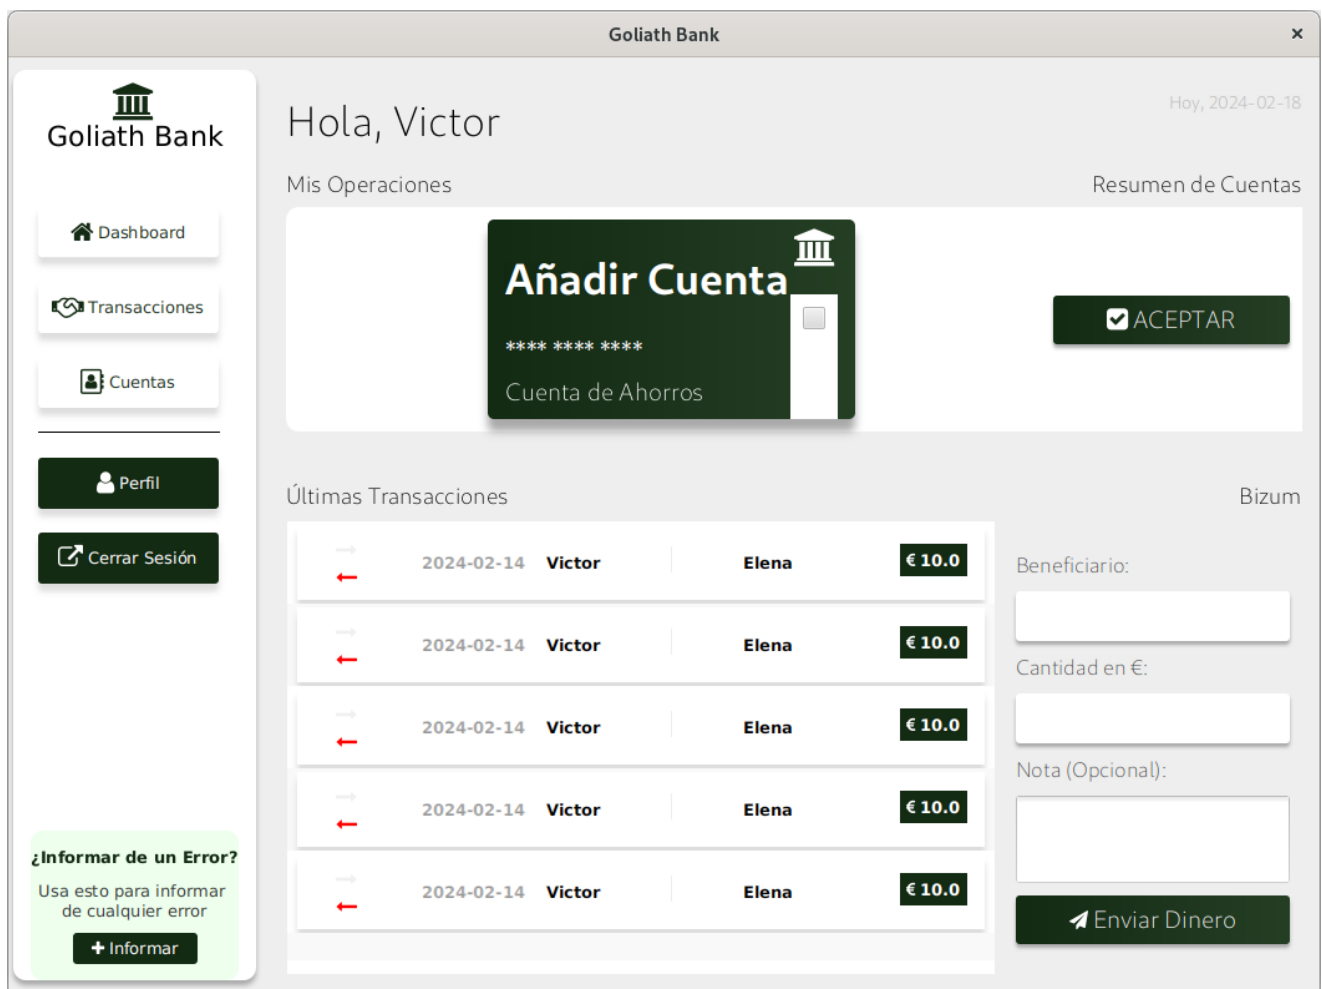 Goliath Bank
×
Goliath Bank
Dashboard
Transacciones
Cuentas
Perfil
Cerrar Sesión
¿Informar de un Error?
Usa esto para informar
de cualquier error
Informar
Hola, Victor
Hoy, 2024-02-18
Mis Operaciones
Resumen de Cuentas
Añadir Cuenta
**** **** ****
Cuenta de Ahorros
ACEPTAR
Últimas Transacciones
2024-02-14 Victor Elena € 10.0
2024-02-14 Victor Elena € 10.0
2024-02-14 Victor Elena € 10.0
2024-02-14 Victor Elena € 10.0
2024-02-14 Victor Elena € 10.0
Bizum
Beneficiario:
Cantidad en €:
Nota (Opcional):
Enviar Dinero